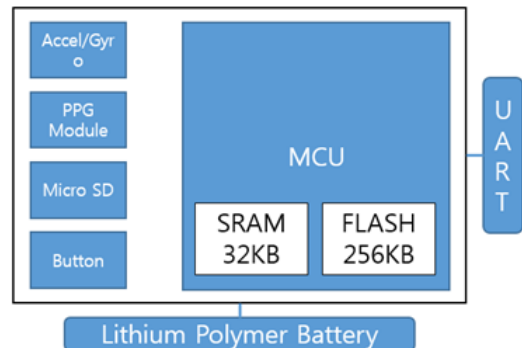 Accel/Gyr
o
PPG
Module
Micro SD
Button
MCU
SRAM
32KB
FLASH
256KB
U
A
R
T
Lithium Polymer Battery